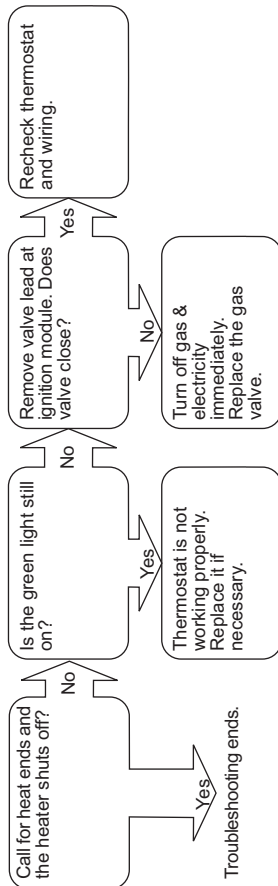 Call for heat ends and
the heater shuts off?
No
Yes
Troubleshooting ends.
Is the green light still
on?
No
Yes
Thermostat is not
working properly.
Replace it if
necessary.
Remove valve lead at
ignition module. Does
valve close?
Yes
No
Turn off gas &
electricity
immediately.
Replace the gas
valve.
Recheck thermostat
and wiring.